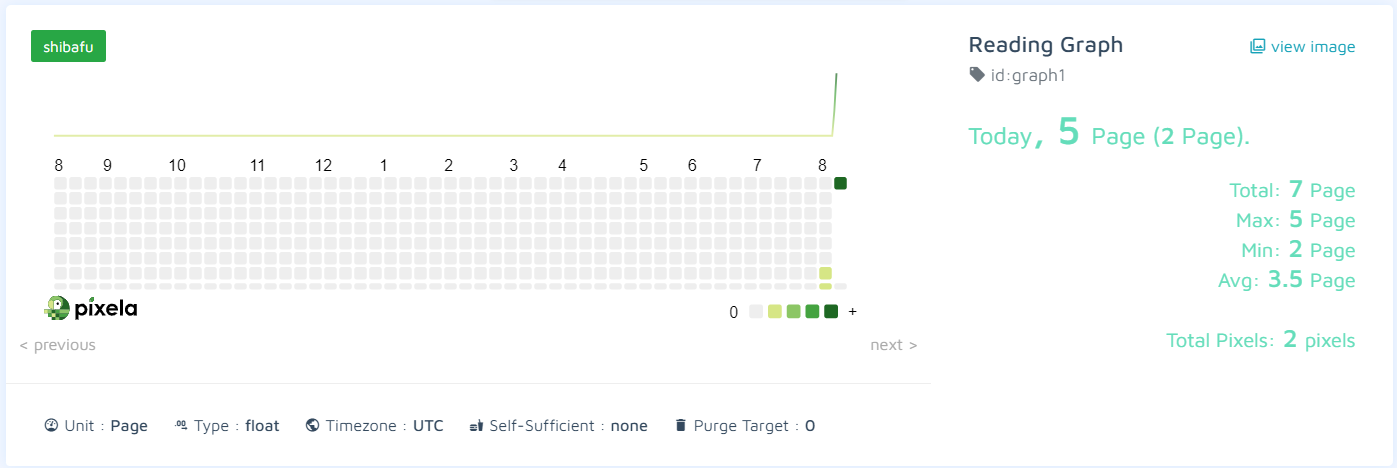 shibafu
Reading Graph
view image
id:graph1
Today, 5 Page (2 Page).
8 9 10 11 12 1 2 3 4 5 6 7 8
Total: 7 Page
Max: 5 Page
Min: 2 Page
Avg: 3.5 Page
pixela
0 +
Total Pixels: 2 pixels
< previous
next >
Unit : Page
.00 Type : float
Timezone : UTC
Self-Sufficient : none
Purge Target : 0